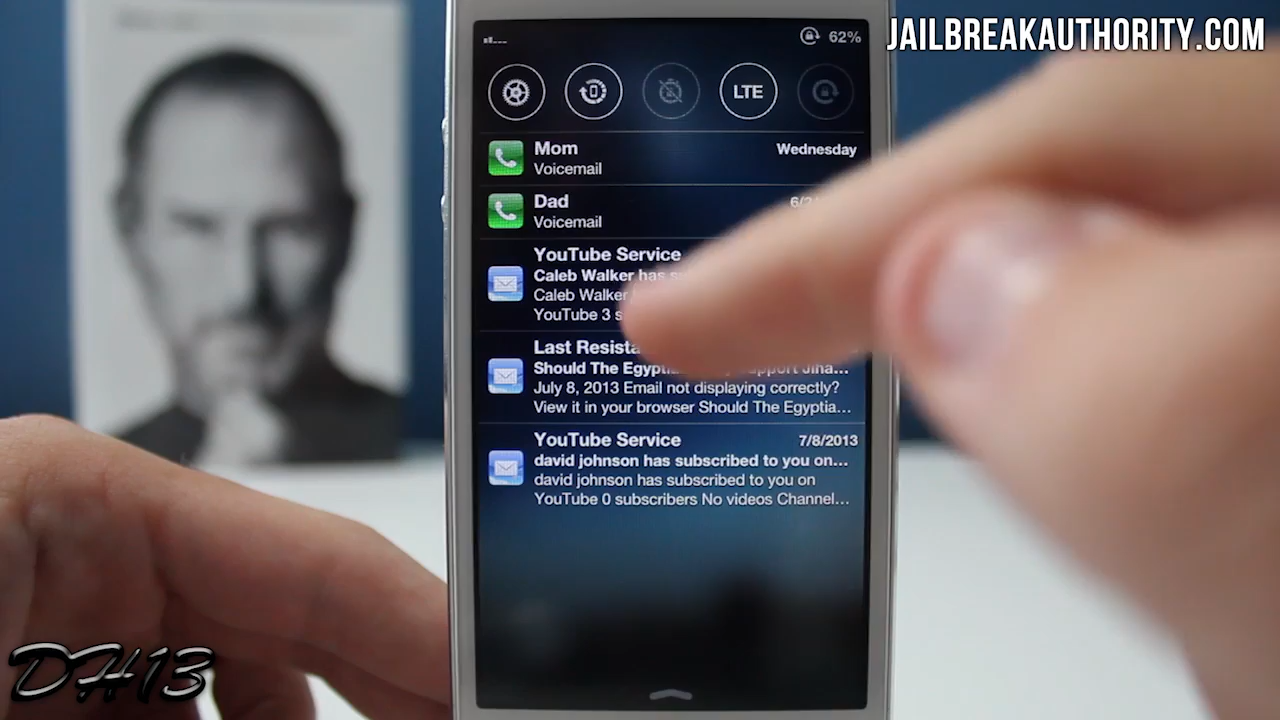 JAILBREAKAUTHORITY.COM
62%
LTE
Mom
Wednesday
Voicemail
Dad
Voicemail
YouTube Service
Caleb Walker has
Caleb Walker
YouTube 3
Last
Should The
July 8, 2013 Email not displaying correctly?
View it in your browser Should The Egyptia...
YouTube Service
7/8/2013
david johnson has subscribed to you on...
david johnson has subscribed to you on
YouTube 0 subscribers No videos Channel...
DH13